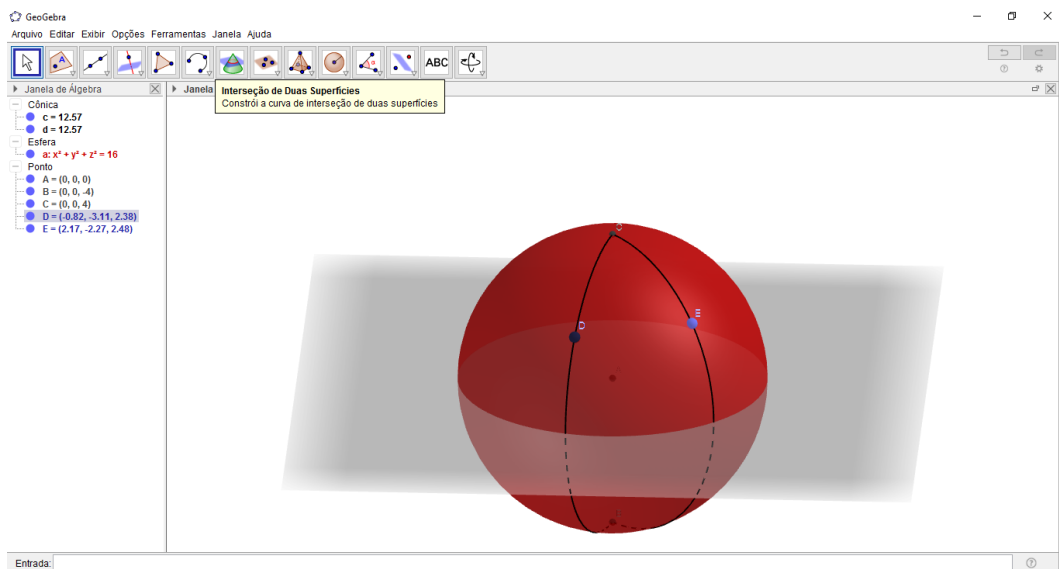 GeoGebra
Arquivo Editar Exibir Opções Ferramentas Janela Ajuda
ABC
Janela de Álgebra
Janela
Interseção de Duas Superfícies
Constrói a curva de interseção de duas superfícies
Cônica
c = 12.57
d = 12.57
Esfera
a: x² + y² + z² = 16
Ponto
A = (0, 0, 0)
B = (0, 0, -4)
C = (0, 0, 4)
D = (-0.82, -3.11, 2.38)
E = (2.17, -2.27, 2.48)
C
E
D
Entrada: